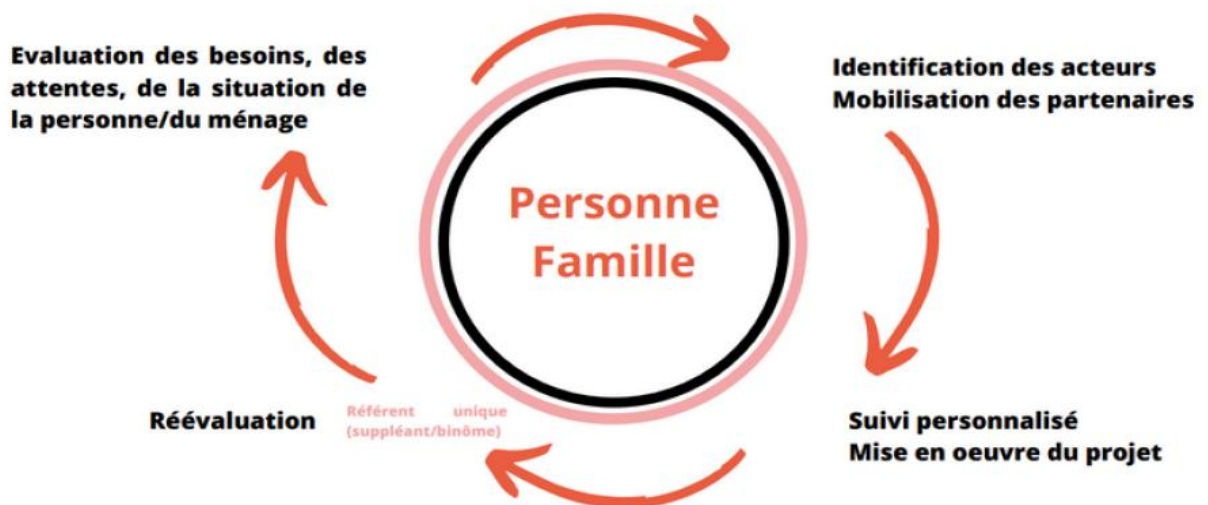 Evaluation des besoins, des
attentes, de la situation de
la personne/du ménage
Identification des acteurs
Mobilisation des partenaires
Personne
Famille
Réévaluation
Référent unique
(suppléant/binôme)
Suivi personnalisé
Mise en oeuvre du projet